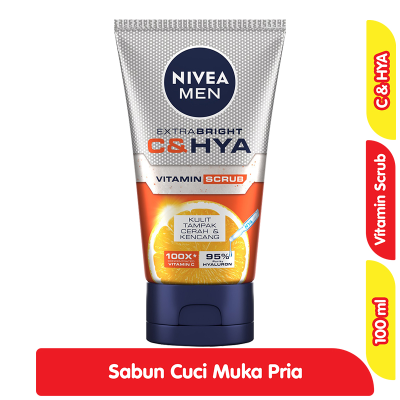 NIVEA
MEN
EXTRABRIGHT
C&HYA
VITAMIN SCRUB
KULIT
TAMPAK
CERAH &
KENCANG
100X*
VITAMIN C
95%
HYALURON
C & HYA
Vitamin Scrub
100 ml
Sabun Cuci Muka Pria